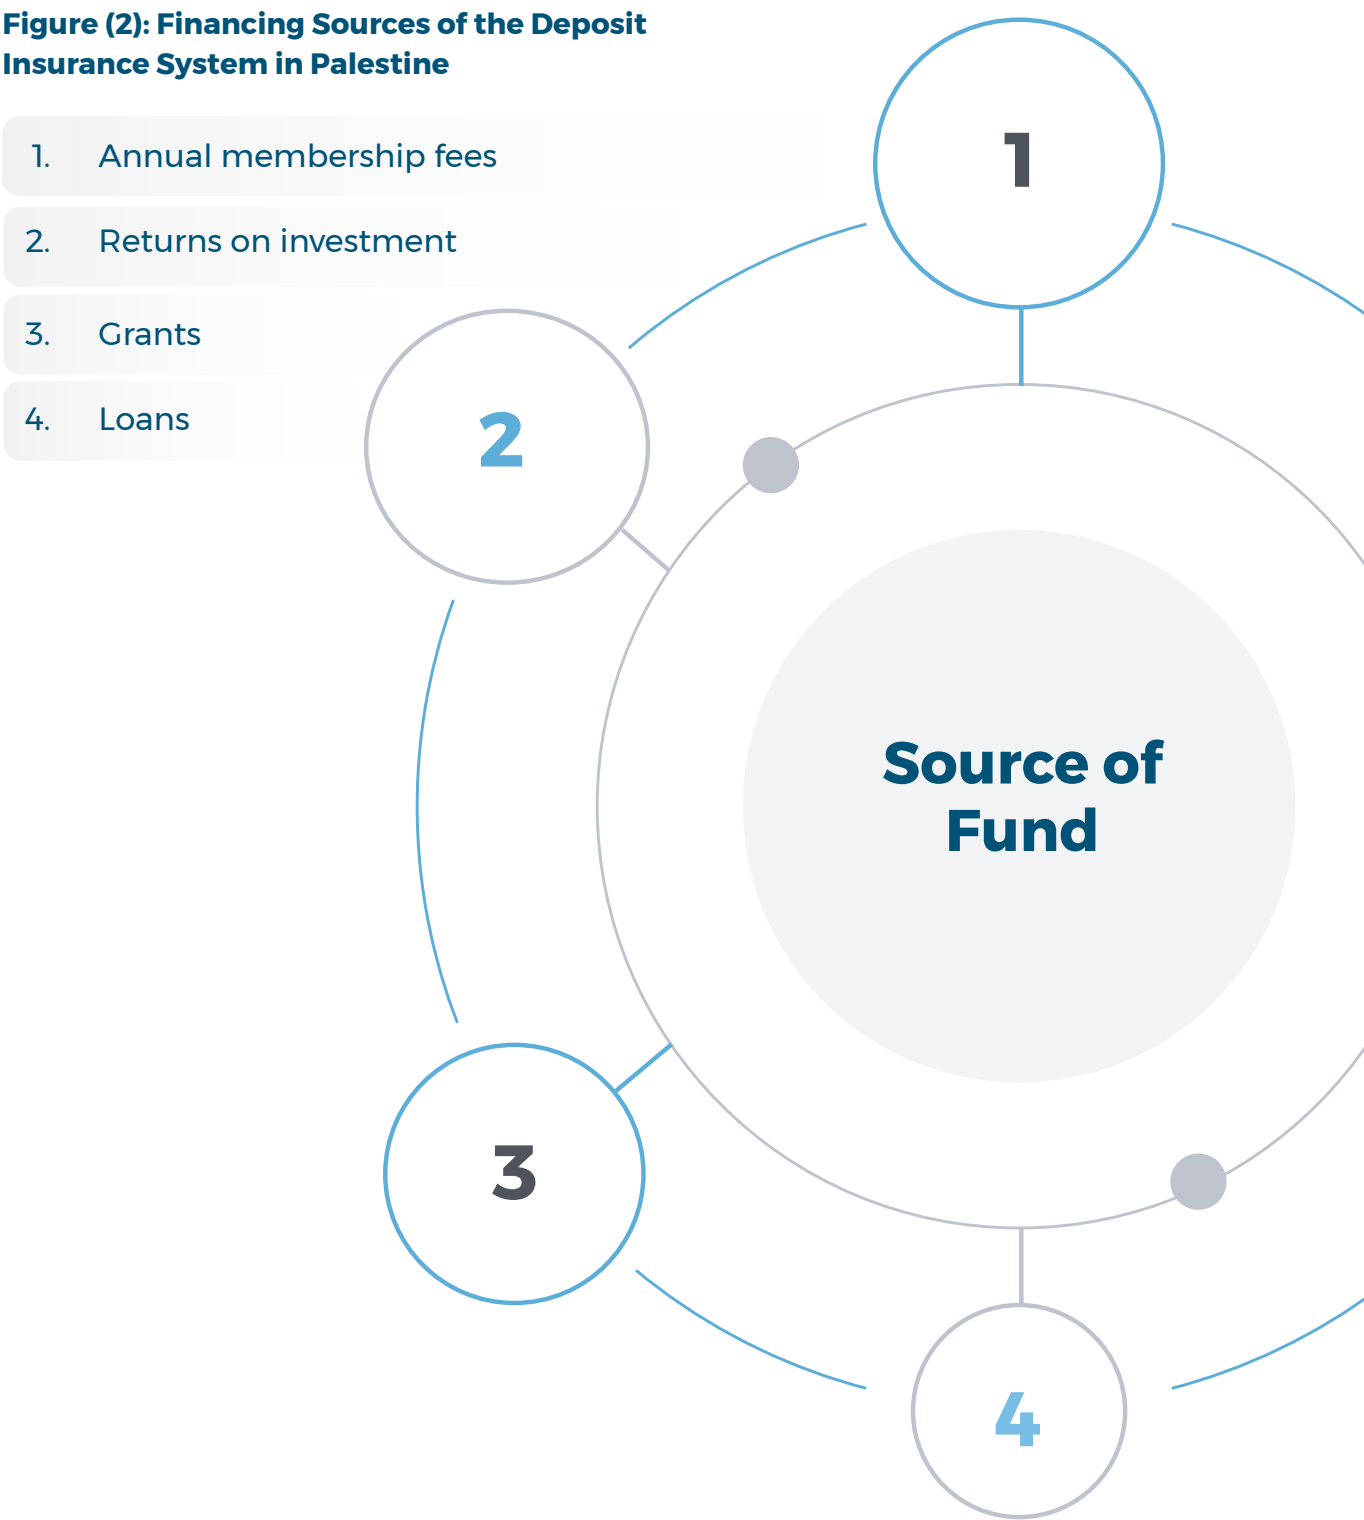 Figure (2): Financing Sources of the Deposit
Insurance System in Palestine
1. Annual membership fees
2. Returns on investment
3. Grants
4. Loans
1
2
Source of
Fund
3
4